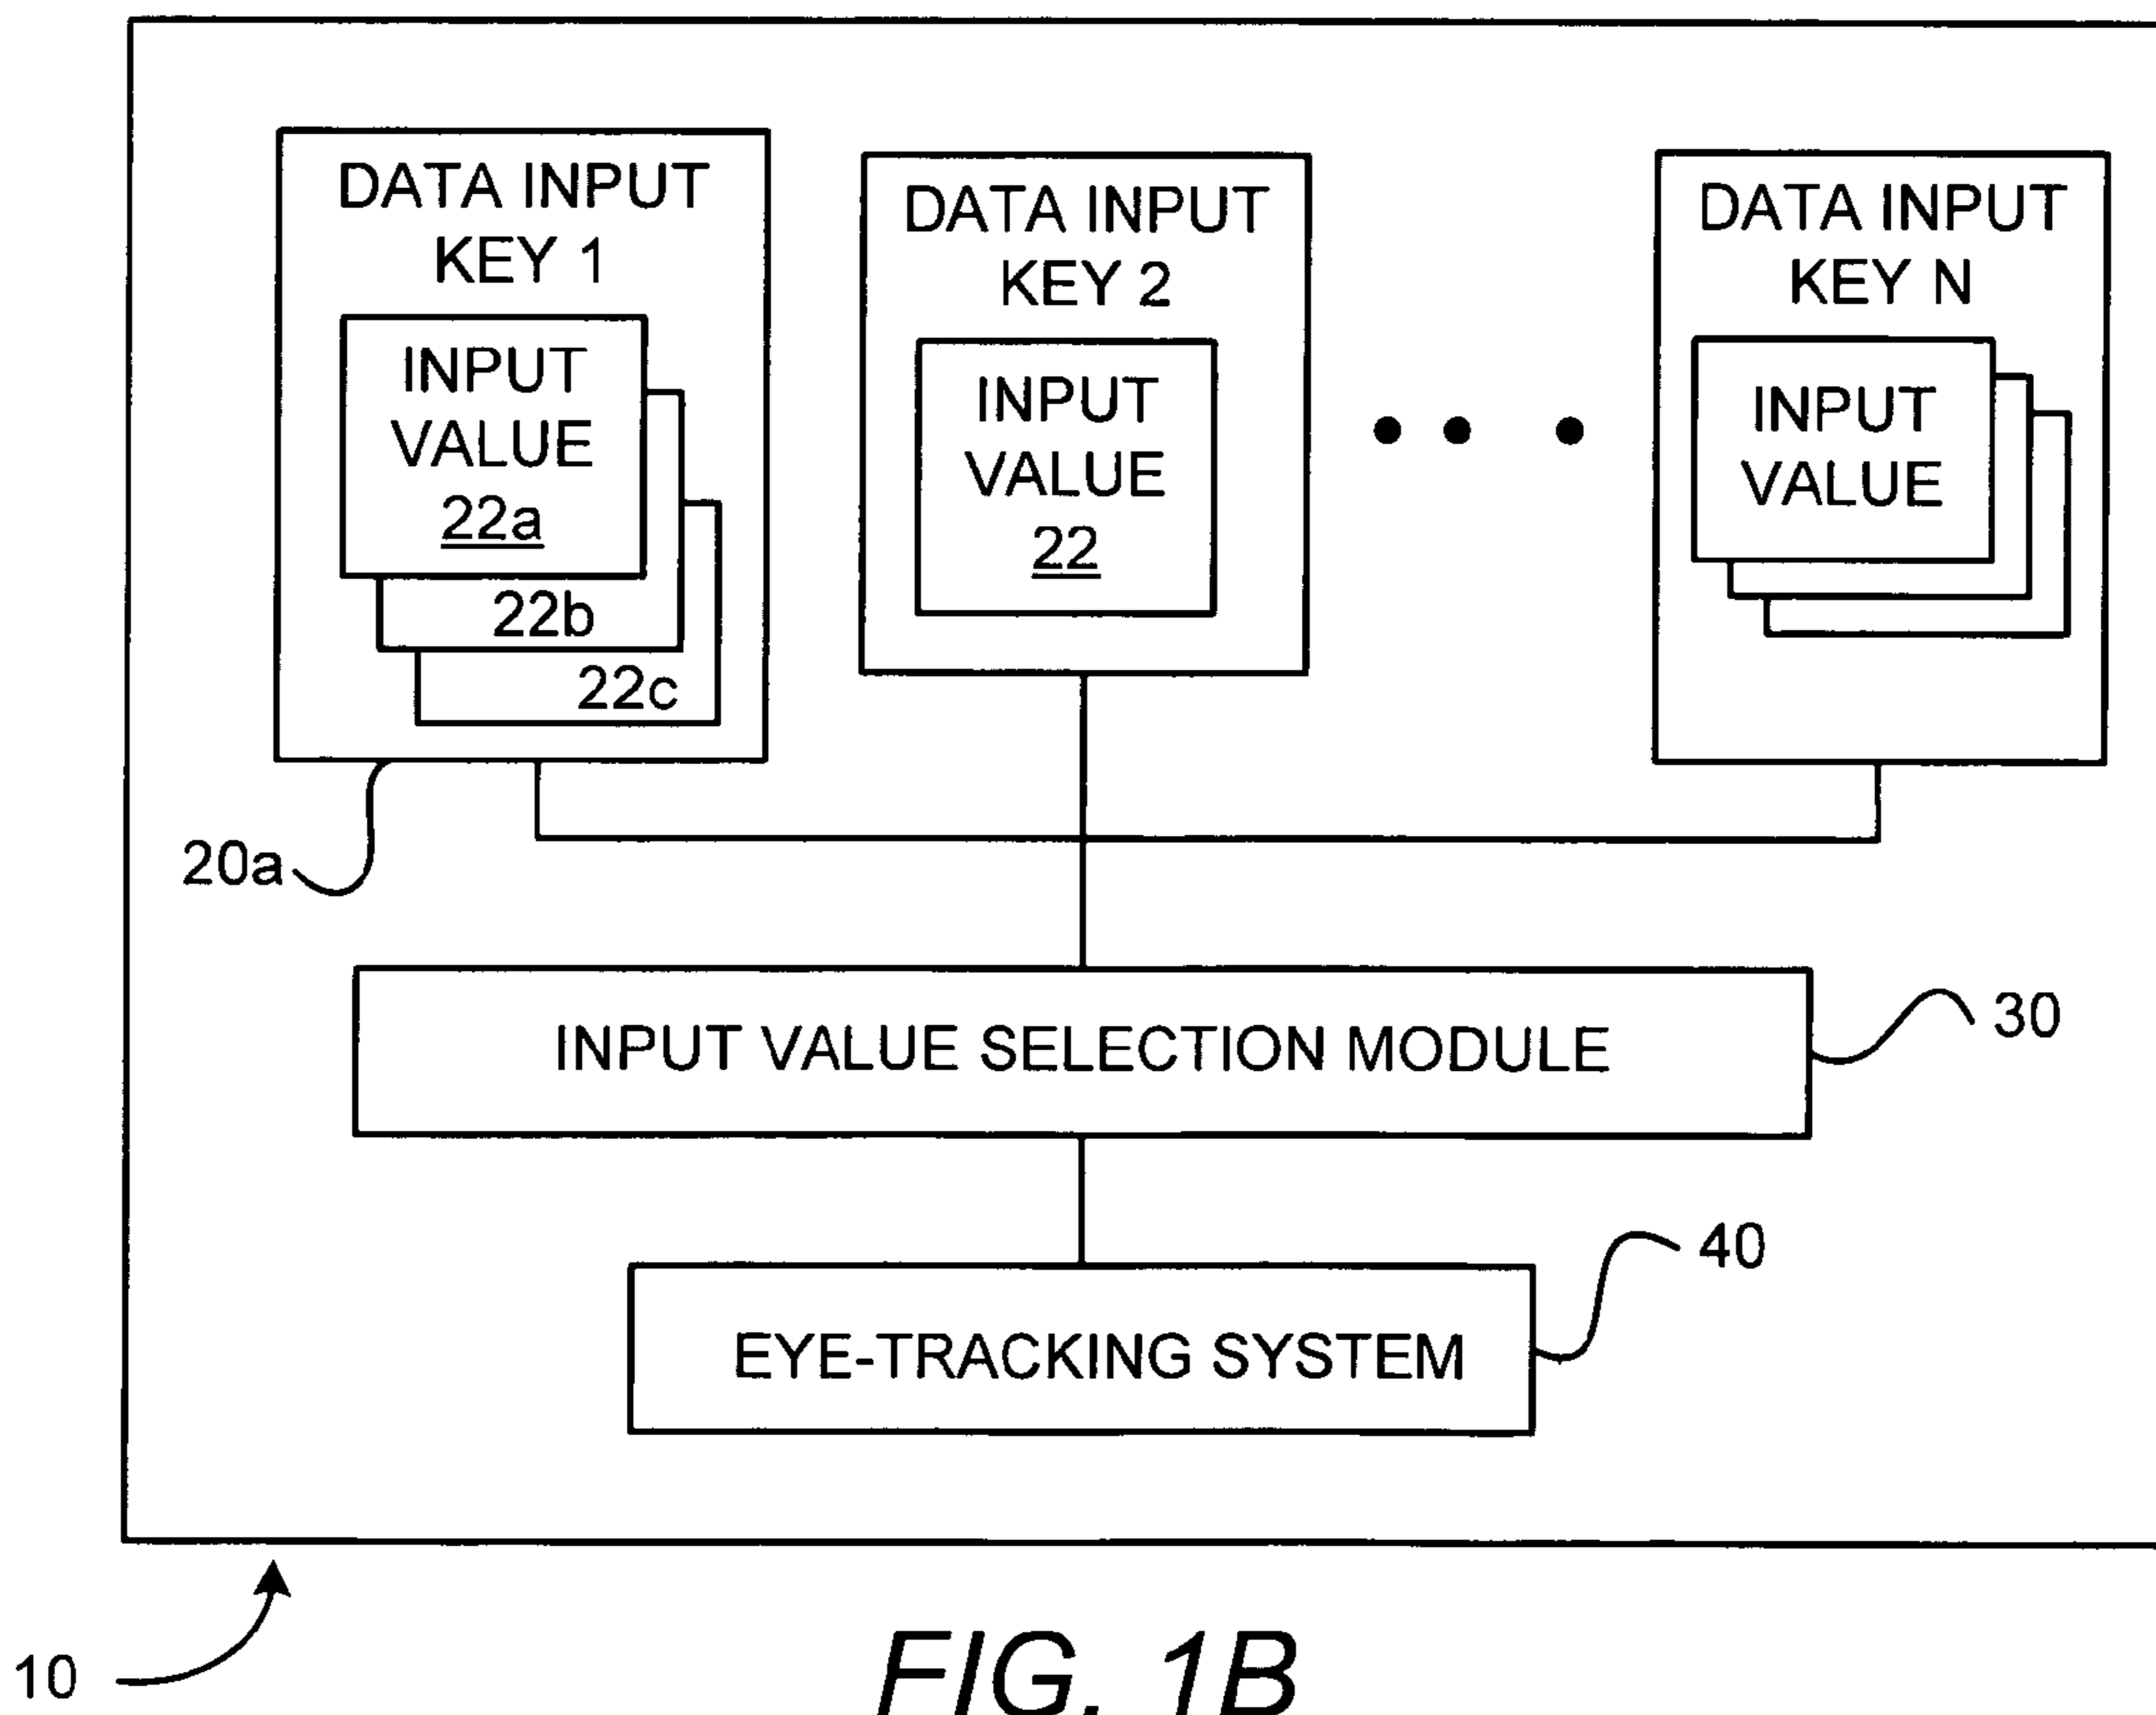 DATA INPUT
KEY 1
INPUT
VALUE
22a
22b
22c
DATA INPUT
KEY 2
INPUT
VALUE
22
DATA INPUT
KEY N
INPUT
VALUE
20a
INPUT VALUE SELECTION MODULE
30
EYE-TRACKING SYSTEM
40
10
FIG. 1B